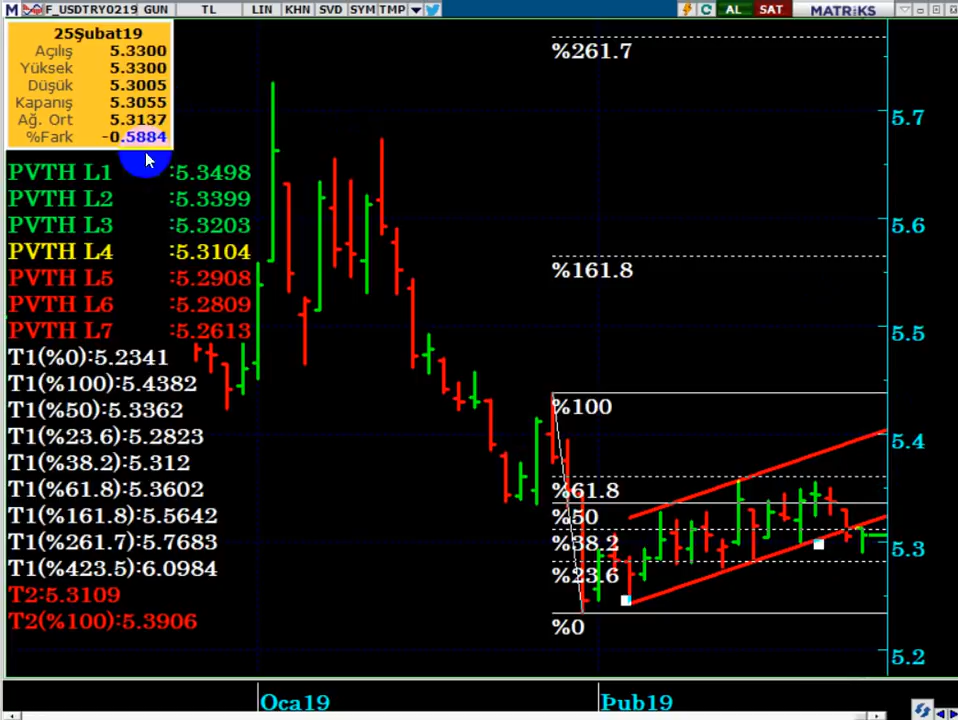 M F_USDTRY0219 GUN TL LIN KHN SVD SYM TMP AL SAT MATRiKS
25Şubat19
Açılış 5.3300
Yüksek 5.3300
Düşük 5.3005
Kapanış 5.3055
Ağ. Ort 5.3137
%Fark -0.5884
PVTH L1 :5.3498
PVTH L2 :5.3399
PVTH L3 :5.3203
PVTH L4 :5.3104
PVTH L5 :5.2908
PVTH L6 :5.2809
PVTH L7 :5.2613
T1(%0):5.2341
T1(%100):5.4382
T1(%50):5.3362
T1(%23.6):5.2823
T1(%38.2):5.312
T1(%61.8):5.3602
T1(%161.8):5.5642
T1(%261.7):5.7683
T1(%423.5):6.0984
T2:5.3109
T2(%100):5.3906
%261.7
%161.8
%100
%61.8
%50
%38.2
%23.6
%0
5.7
5.6
5.5
5.4
5.3
5.2
Oca19 Þub19